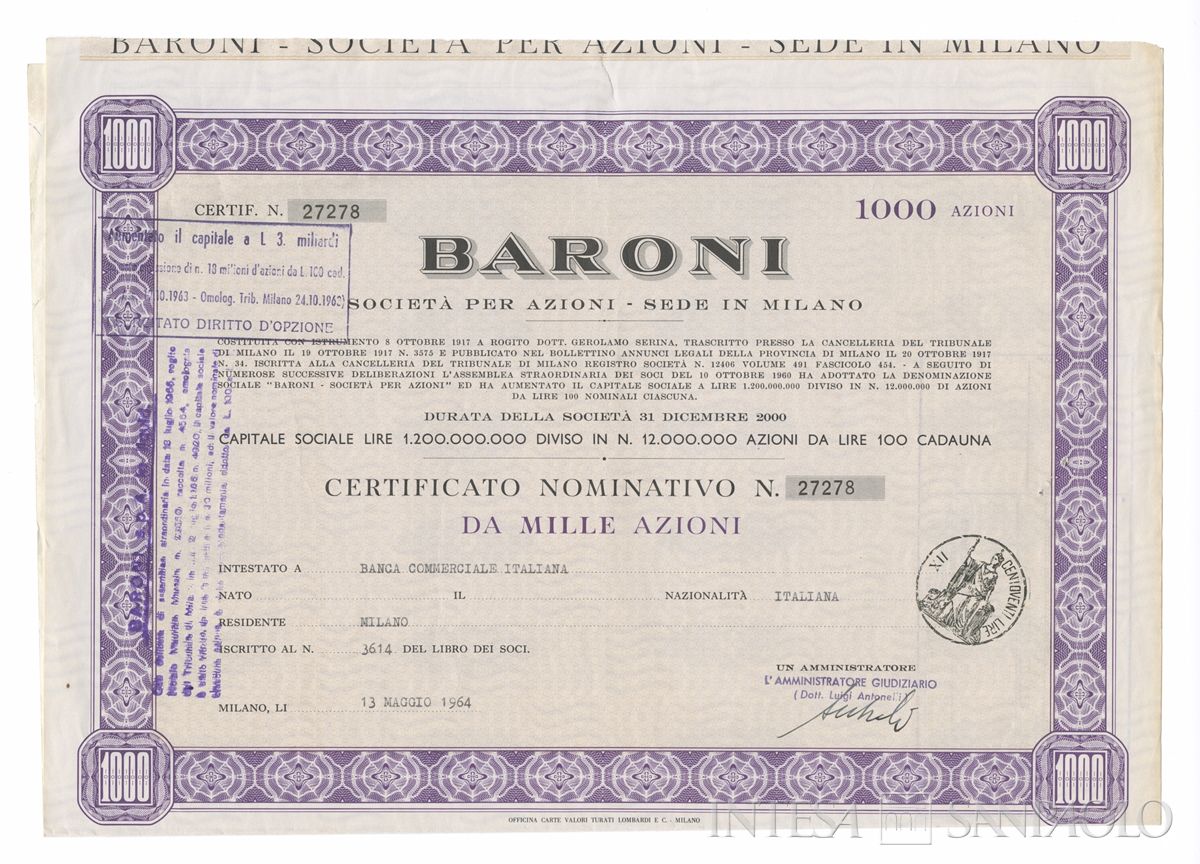 BARONI - SOCIETÀ PER AZIONI - SEDE IN MILANO
1000
1000
CERTIF. N. 27278
1000 AZIONI
il capitale a L 3. miliardi
di n. 18 milioni d'azioni da L. 100 cad.
10.1963 - Omolog. Trib. Milano 24.10.1963)
DIRITTO D'OPZIONE
BARONI
SOCIETÀ PER AZIONI - SEDE IN MILANO
COSTITUITA CON ISTRUMENTO 8 OTTOBRE 1917 A ROGITO DOTT. GEROLAMO SERINA, TRASCRITTO PRESSO LA CANCELLERIA DEL TRIBUNALE
DI MILANO IL 19 OTTOBRE 1917 N. 3575 E PUBBLICATO NEL BOLLETTINO ANNUNCI LEGALI DELLA PROVINCIA DI MILANO IL 20 OTTOBRE 1917
N. 34. ISCRITTA ALLA CANCELLERIA DEL TRIBUNALE DI MILANO REGISTRO SOCIETÀ N. 12406 VOLUME 491 FASCICOLO 454. - A SEGUITO DI
NUMEROSE SUCCESSIVE DELIBERAZIONI L'ASSEMBLEA STRAORDINARIA DEI SOCI DEL 10 OTTOBRE 1960 HA ADOTTATO LA DENOMINAZIONE
SOCIALE "BARONI - SOCIETÀ PER AZIONI" ED HA AUMENTATO IL CAPITALE SOCIALE A LIRE 1.200.000.000 DIVISO IN N. 12.000.000 DI AZIONI
DA LIRE 100 NOMINALI CIASCUNA.
DURATA DELLA SOCIETÀ 31 DICEMBRE 2000
CAPITALE SOCIALE LIRE 1.200.000.000 DIVISO IN N. 12.000.000 AZIONI DA LIRE 100 CADAUNA
CERTIFICATO NOMINATIVO N. 27278
DA MILLE AZIONI
INTESTATO A BANCA COMMERCIALE ITALIANA
NATO IL NAZIONALITÀ ITALIANA
RESIDENTE MILANO
ISCRITTO AL N. 3614 DEL LIBRO DEI SOCI.
MILANO, LI 13 MAGGIO 1964
XII
CENTOVENTI LIRE
UN AMMINISTRATORE
L'AMMINISTRATORE GIUDIZIARIO
(Dott. Luigi Antonelli)
1000
1000
OFFICINA CARTE VALORI TURATI LOMBARDI E C. - MILANO
INTESA SANPAOLO